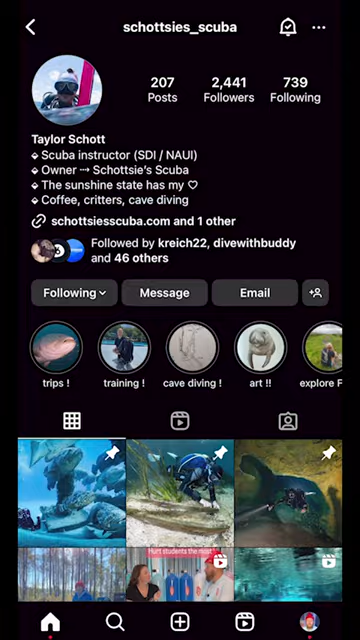 schottsies_scuba
207
2,441
739
Posts
Followers
Following
Taylor Schott
⬥ Scuba instructor (SDI / NAUI)
⬥ Owner ⤑ Schottsie’s Scuba
⬥ The sunshine state has my ♡
⬥ Coffee, critters, cave diving
schottsiesscuba.com and 1 other
Followed by kreich22, divewithbuddy
and 46 others
Following
Message
Email
trips !
training !
cave diving !
art !!
explore F
Hurt students the most